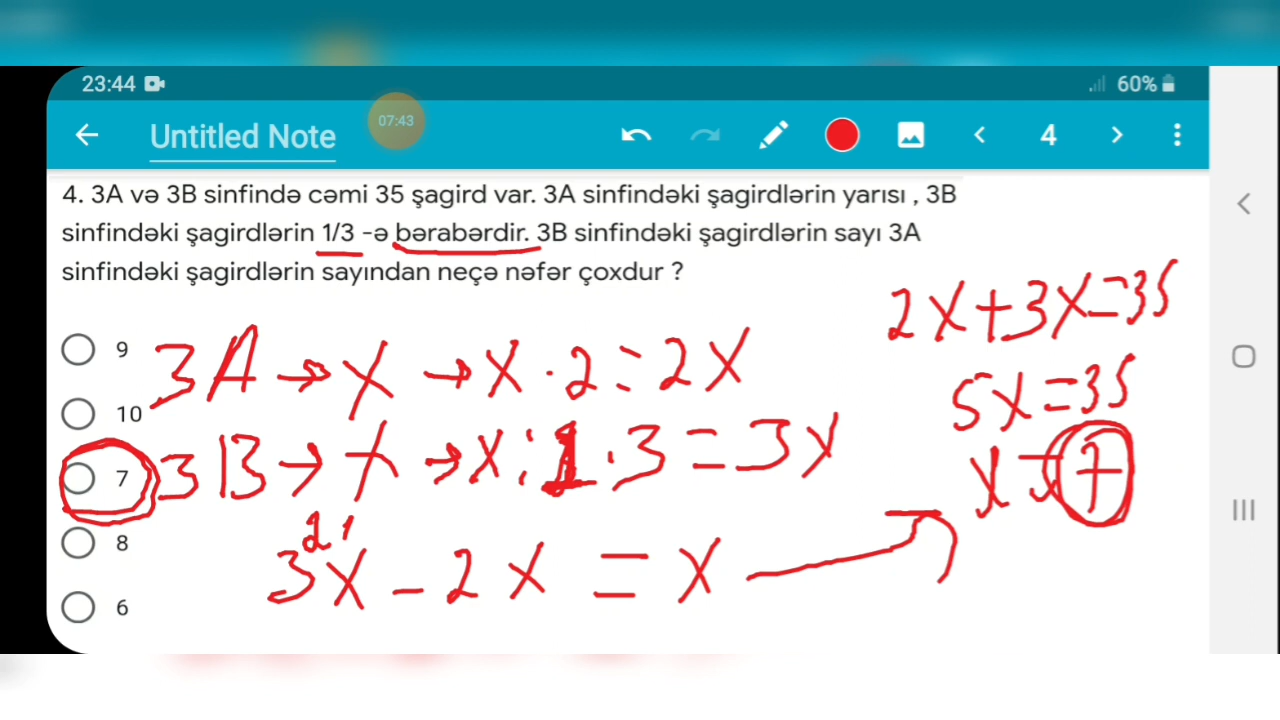 23:44
60%
07:43
Untitled Note
4
4. 3A və 3B sinfində cəmi 35 şagird var. 3A sinfindəki şagirdlərin yarısı , 3B
sinfindəki şagirdlərin 1/3 -ə bərabərdir. 3B sinfindəki şagirdlərin sayı 3A
sinfindəki şagirdlərin sayından neçə nəfər çoxdur ?
9
10
7
8
6
3A → x → x · 2 = 2x
3B → x → x : 1 · 3 = 3x
3x - 2x = x
2x + 3x = 35
5x = 35
x = 7